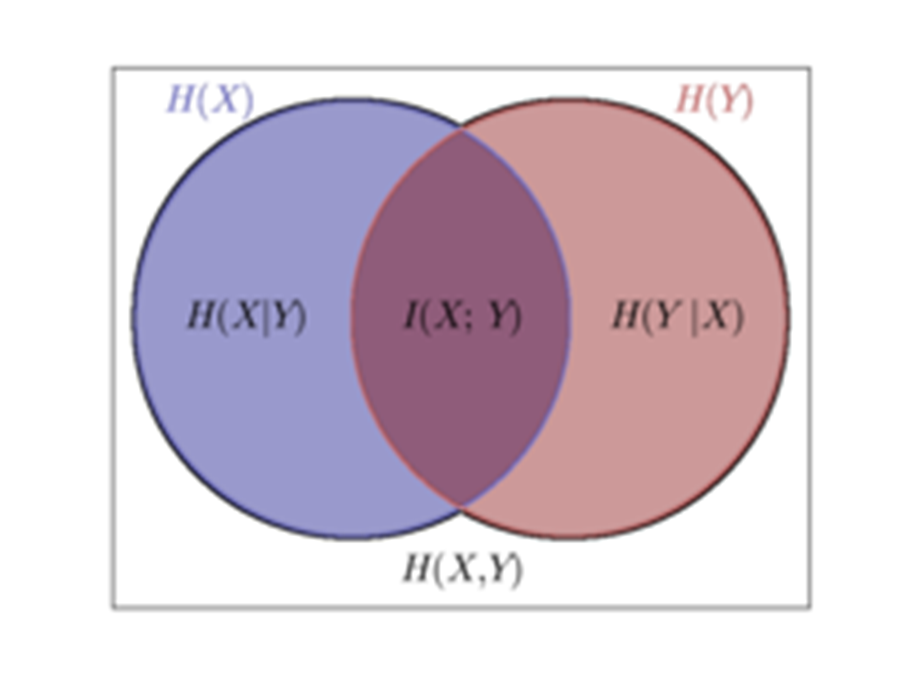 H(X)
H(Y)
H(X|Y)
I(X; Y)
H(Y|X)
H(X,Y)